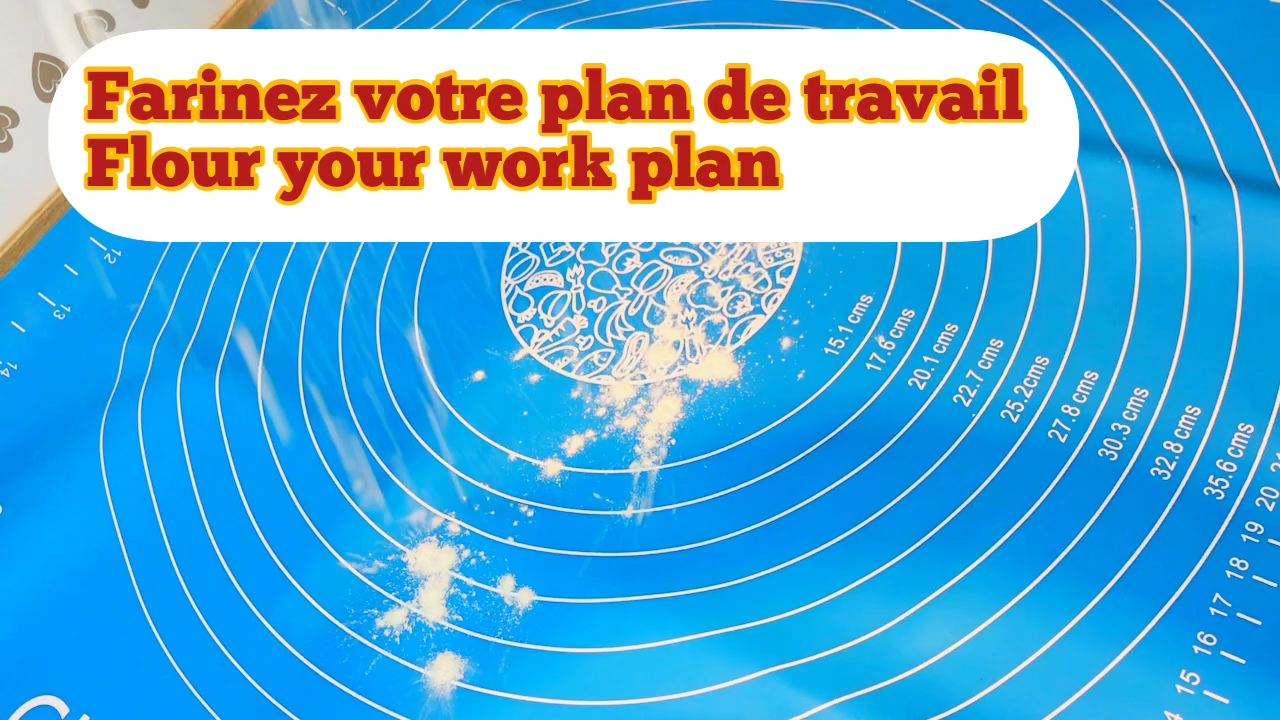 Farinez votre plan de travail
Flour your work plan
12
13
14
15.1 cms
17.6 cms
20.1 cms
22.7 cms
25.2cms
27.8 cms
30.3 cms
32.8 cms
35.6 cms
20
19
18
17
16
15